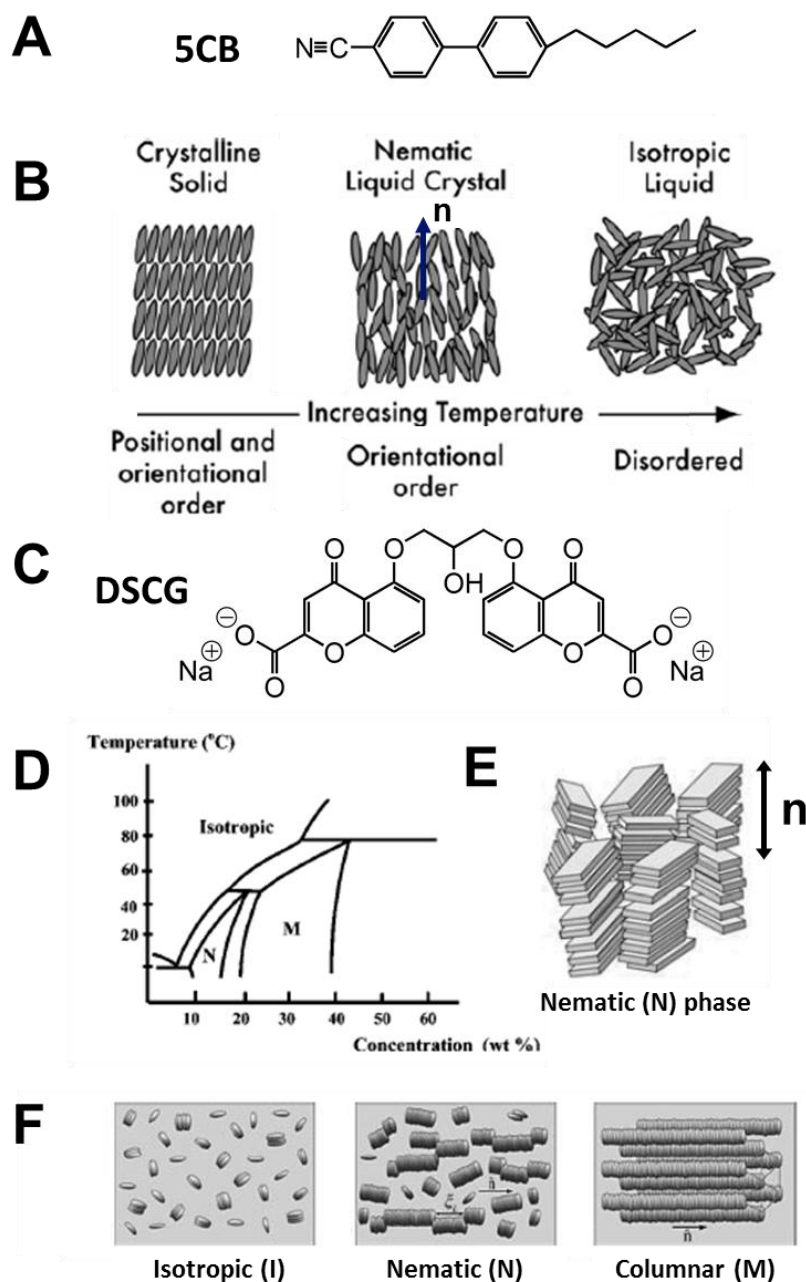 A
5CB
N≡C
B
Crystalline
Solid
Nematic
Liquid Crystal
Isotropic
Liquid
n
Increasing Temperature
Positional and
orientational
order
Orientational
order
Disordered
C
DSCG
O
O
O
O
OH
⊖
O
O
O
Na
⊕
O
O
O
⊖
Na
⊕
D
Temperature (°C)
100
80
60
40
20
Isotropic
N
M
10
20
30
40
50
60
Concentration (wt %)
E
n
Nematic (N) phase
F
n̂
ξ
n̂
Isotropic (I)
Nematic (N)
Columnar (M)